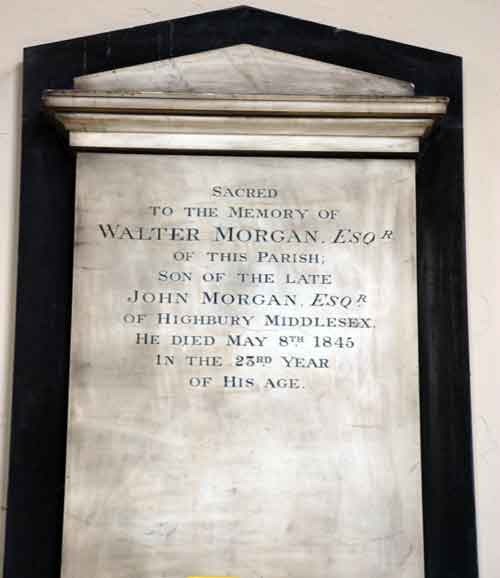 Sacred
to the Memory of
Walter Morgan, Esqr
of this Parish;
son of the late
John Morgan, Esqr.
of Highbury Middlesex.
He died May 8th 1845
in the 23rd Year
of His Age.